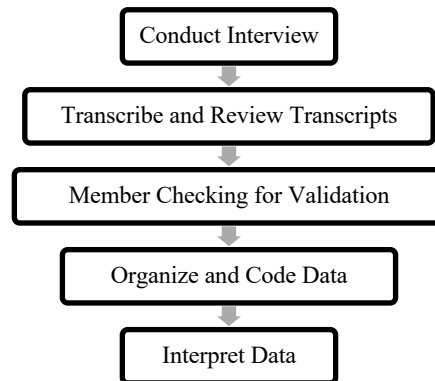 Conduct Interview
Transcribe and Review Transcripts
Member Checking for Validation
Organize and Code Data
Interpret Data